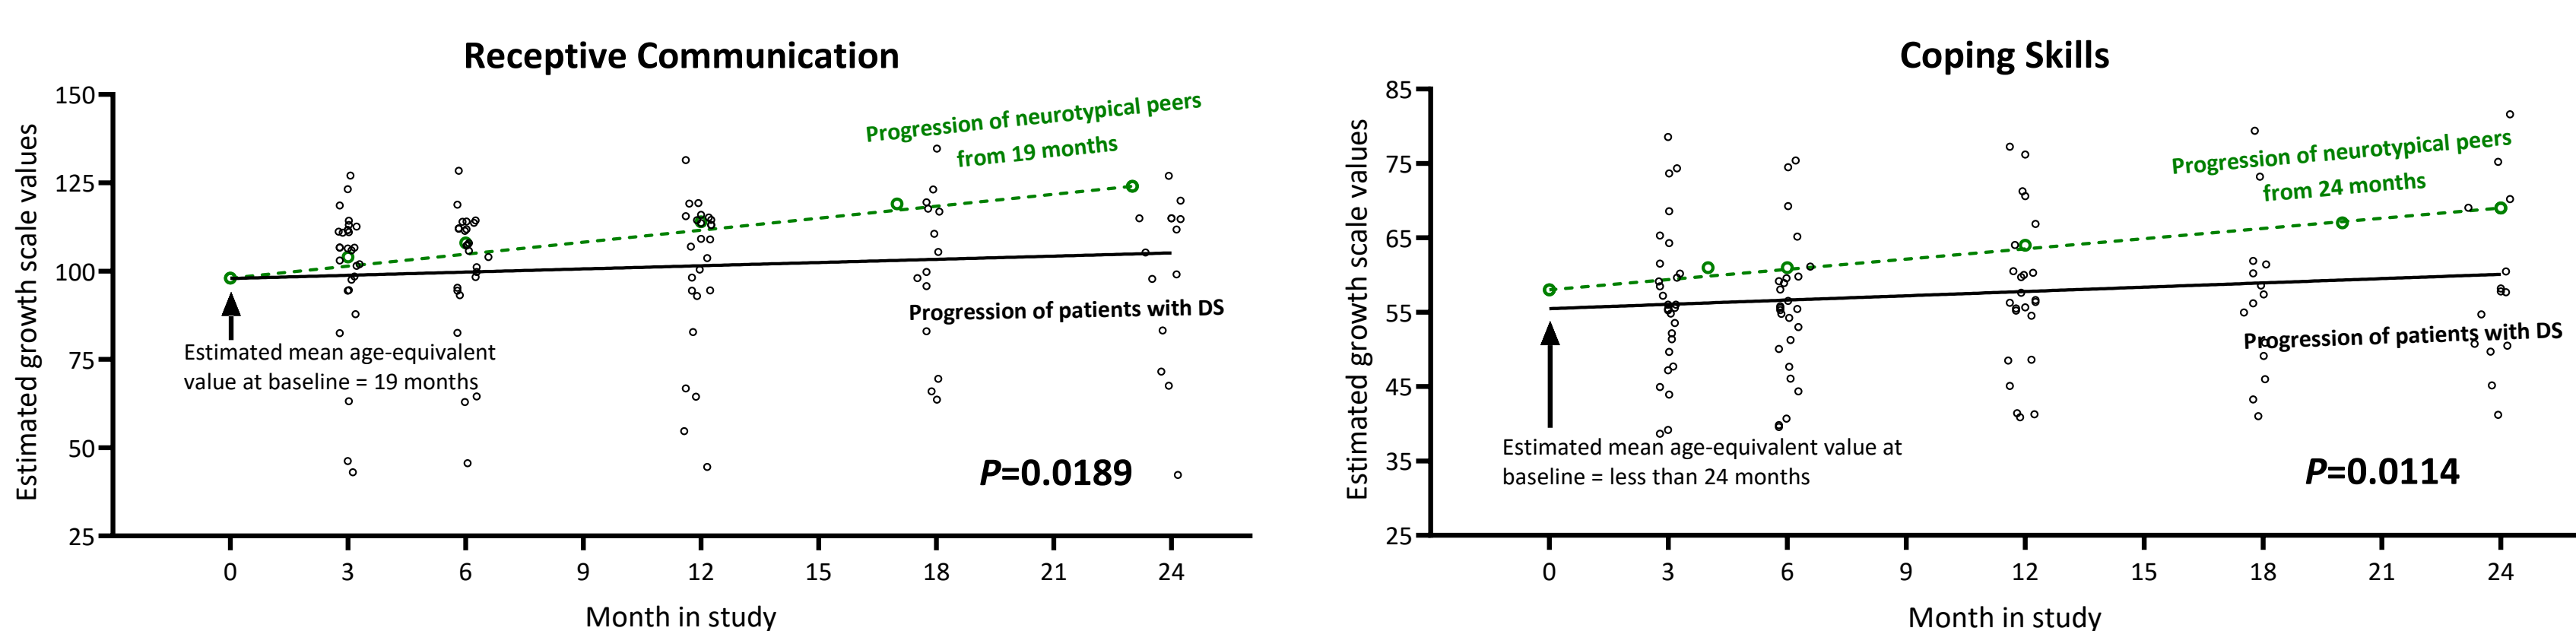 Receptive Communication
Estimated growth scale values
150
125
100
75
50
25
Progression of neurotypical peers
from 19 months
Progression of patients with DS
Estimated mean age-equivalent
value at baseline = 19 months
P=0.0189
0 3 6 9 12 15 18 21 24
Month in study
Coping Skills
Estimated growth scale values
85
75
65
55
45
35
25
Progression of neurotypical peers
from 24 months
Progression of patients with DS
Estimated mean age-equivalent value at
baseline = less than 24 months
P=0.0114
0 3 6 9 12 15 18 21 24
Month in study